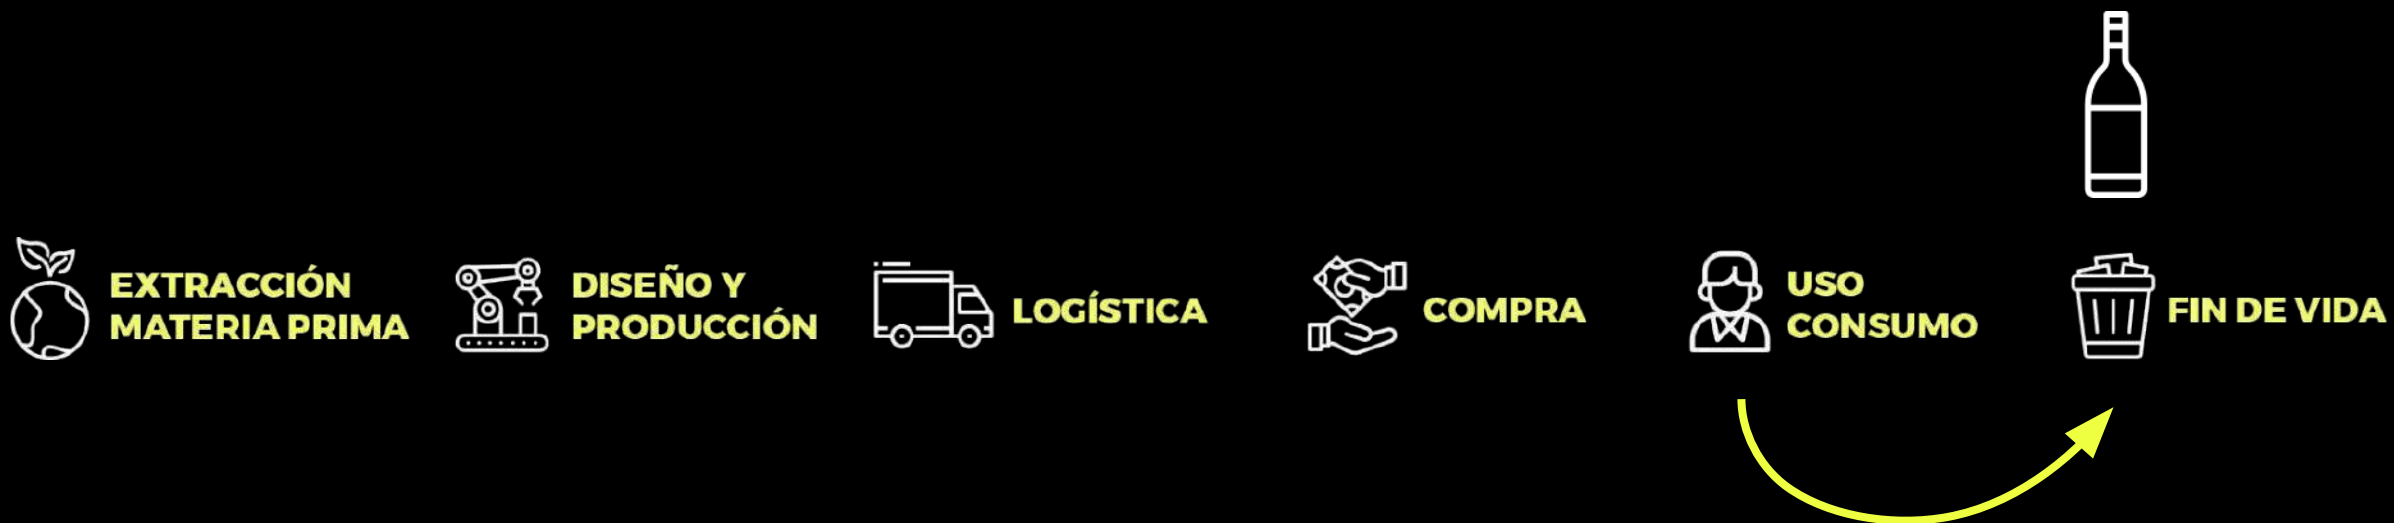 EXTRACCIÓN
MATERIA PRIMA
DISEÑO Y
PRODUCCIÓN
LOGÍSTICA
COMPRA
USO
CONSUMO
FIN DE VIDA